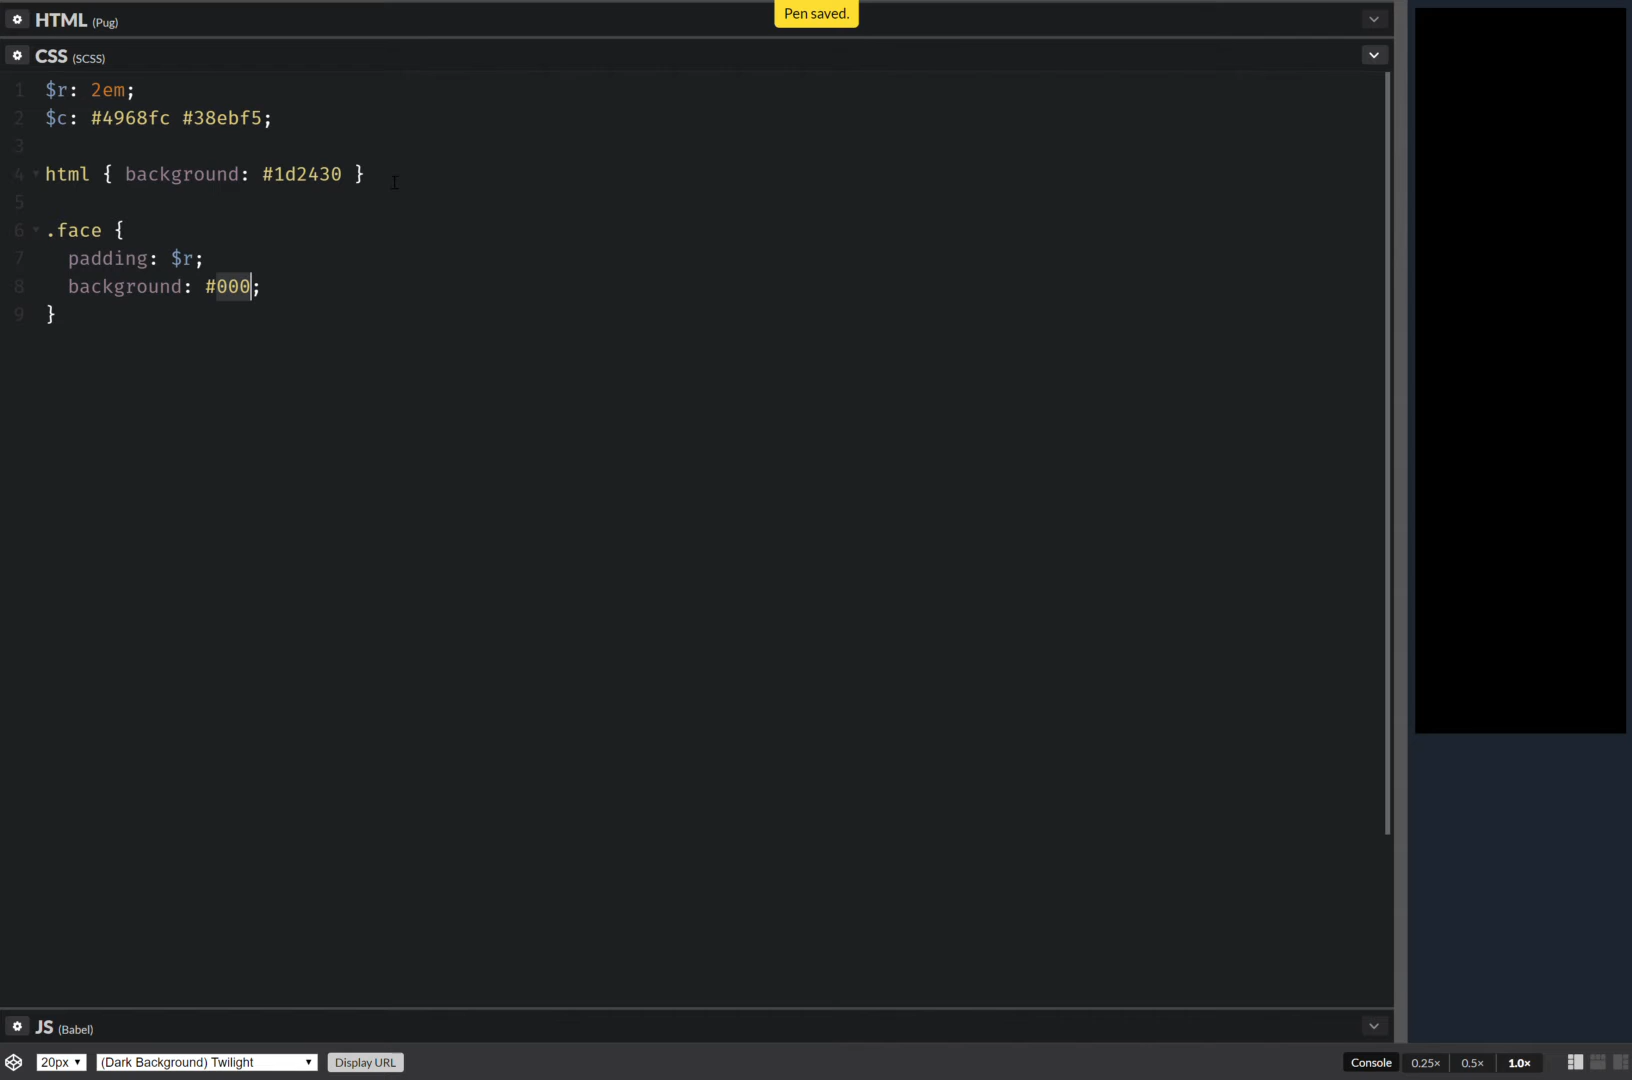 HTML (Pug)
Pen saved.
CSS (SCSS)
1 $r: 2em;
2 $c: #4968fc #38ebf5;
3
4 html { background: #1d2430 }
5
6 .face {
7 padding: $r;
8 background: #000;
9 }
JS (Babel)
20px (Dark Background) Twilight Display URL Console 0.25× 0.5× 1.0×